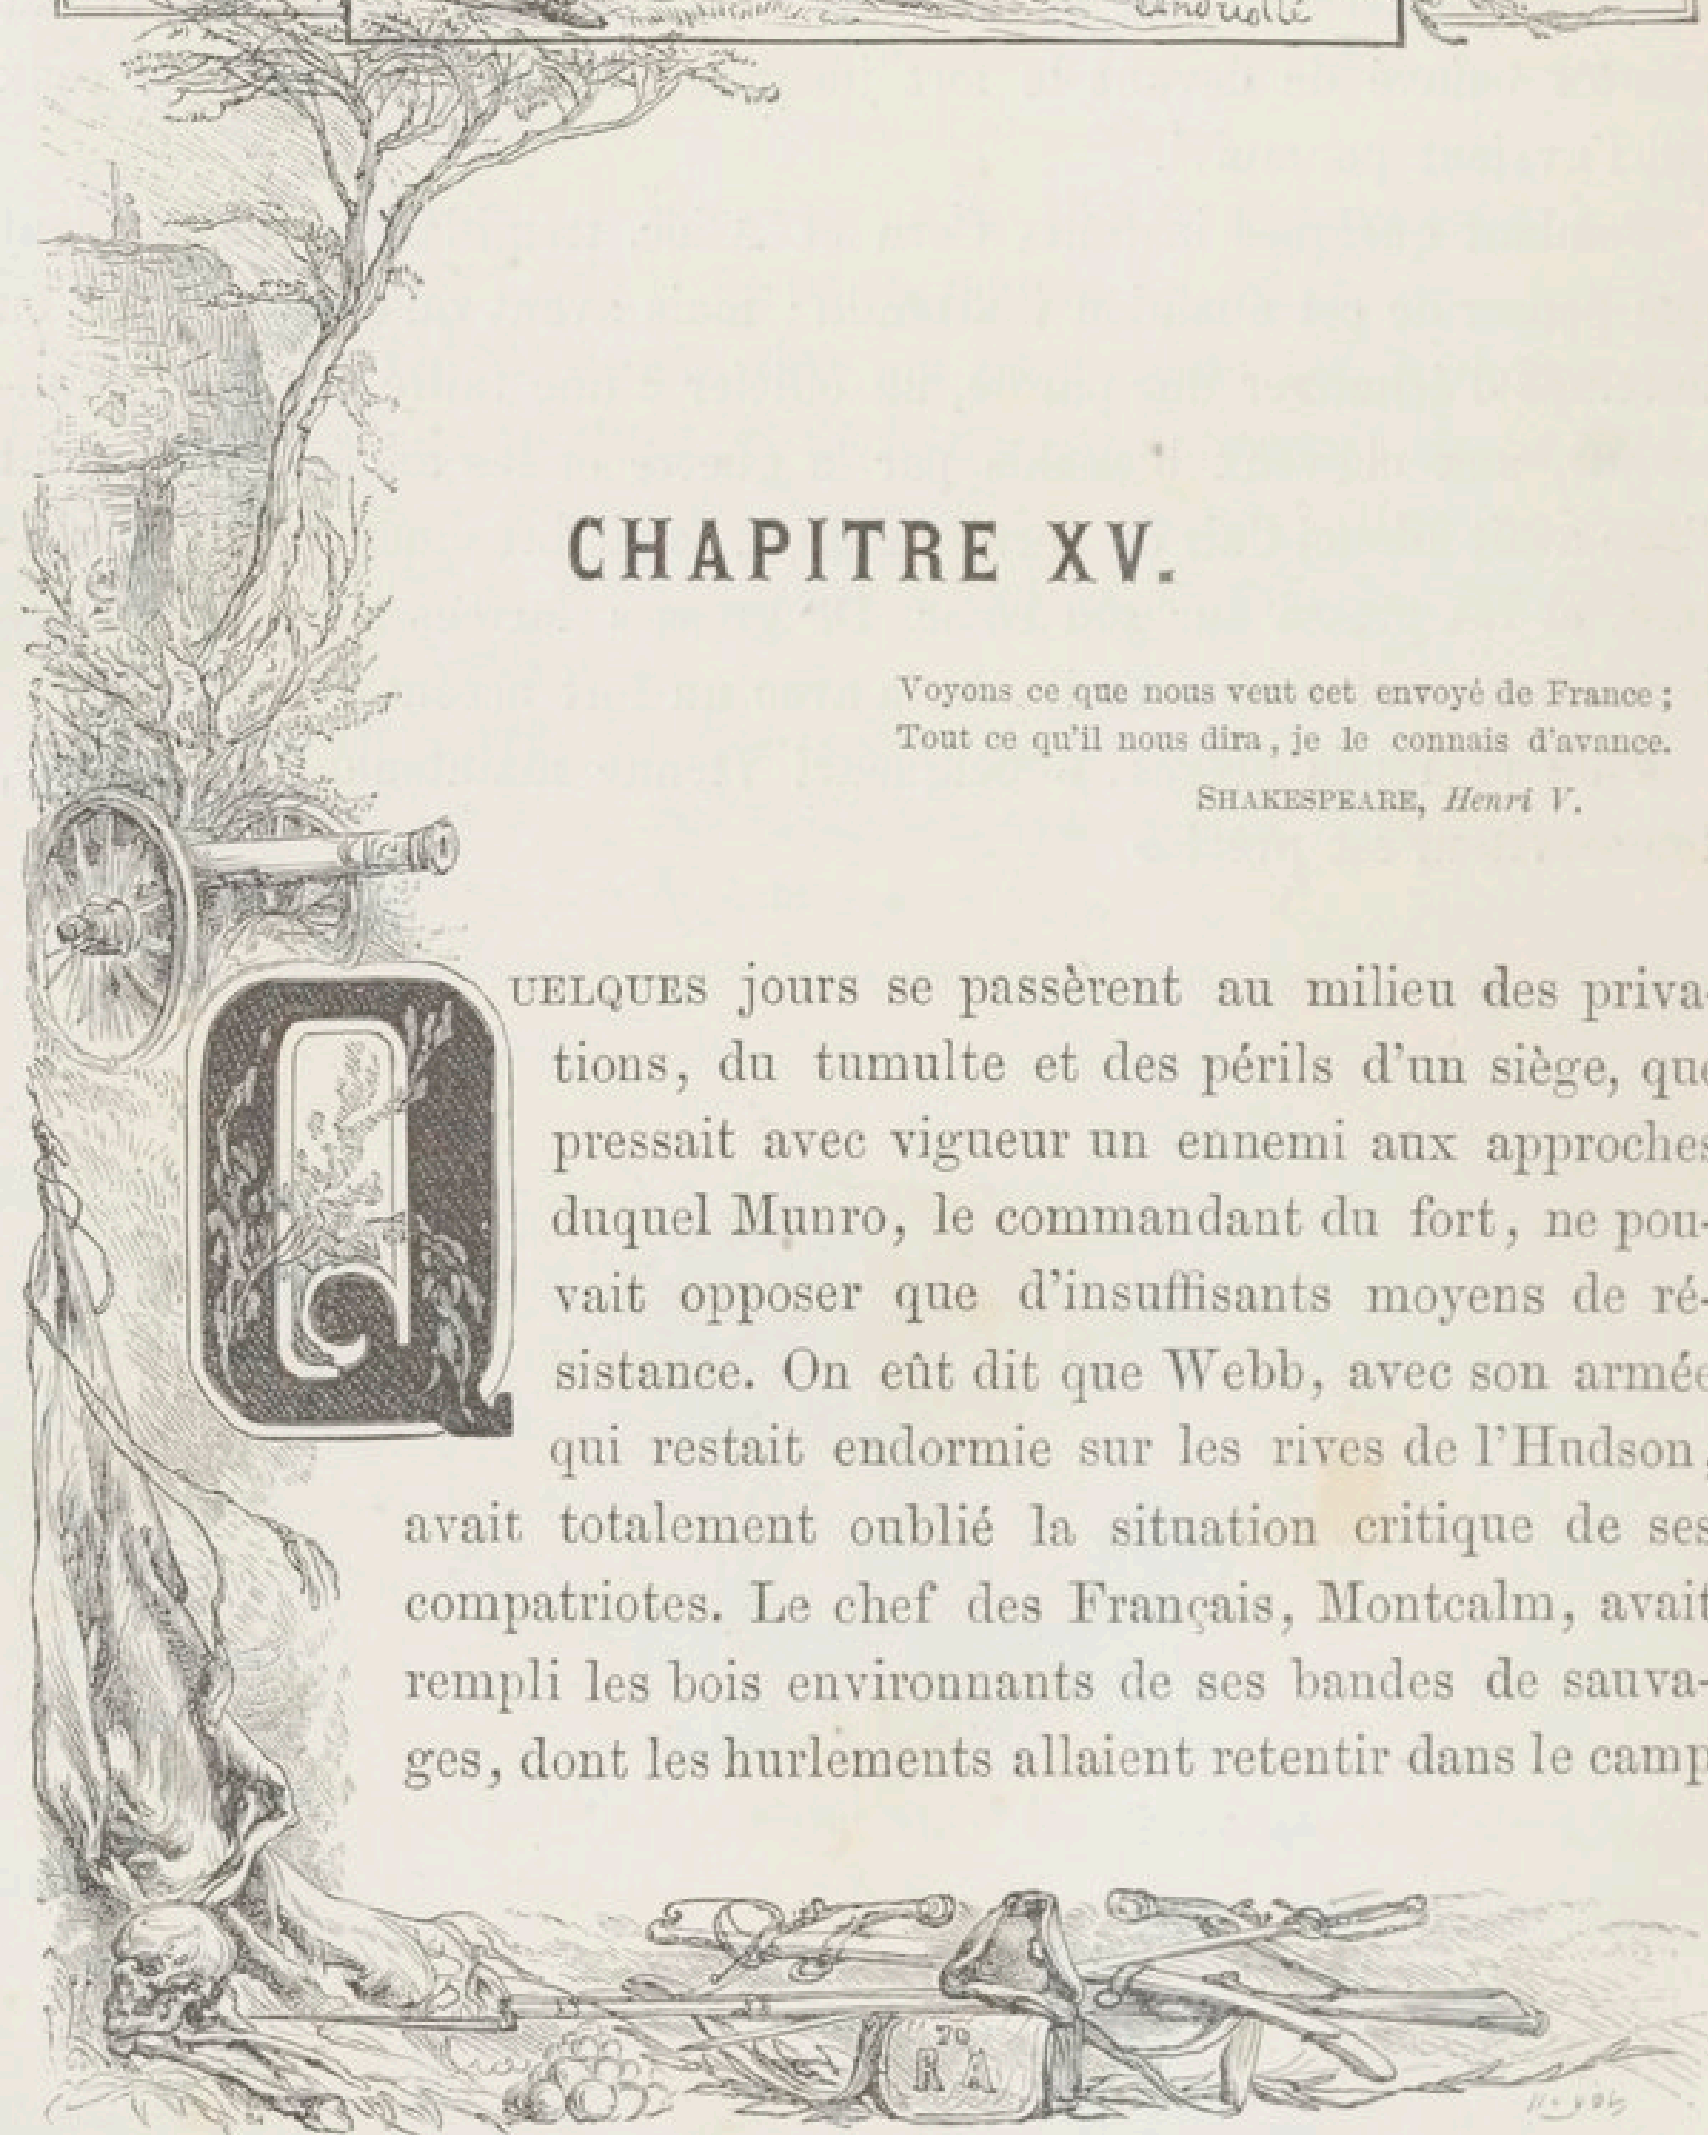 Andriolli
CHAPITRE XV.
Voyons ce que nous veut cet envoyé de France ;
Tout ce qu'il nous dira, je le connais d'avance.
SHAKESPEARE, Henri V.
QUELQUES jours se passèrent au milieu des priva-
tions, du tumulte et des périls d'un siège, que
pressait avec vigueur un ennemi aux approches
duquel Munro, le commandant du fort, ne pou-
vait opposer que d'insuffisants moyens de ré-
sistance. On eût dit que Webb, avec son armée
qui restait endormie sur les rives de l'Hudson,
avait totalement oublié la situation critique de ses
compatriotes. Le chef des Français, Montcalm, avait
rempli les bois environnants de ses bandes de sauva-
ges, dont les hurlements allaient retentir dans le camp
70
R A